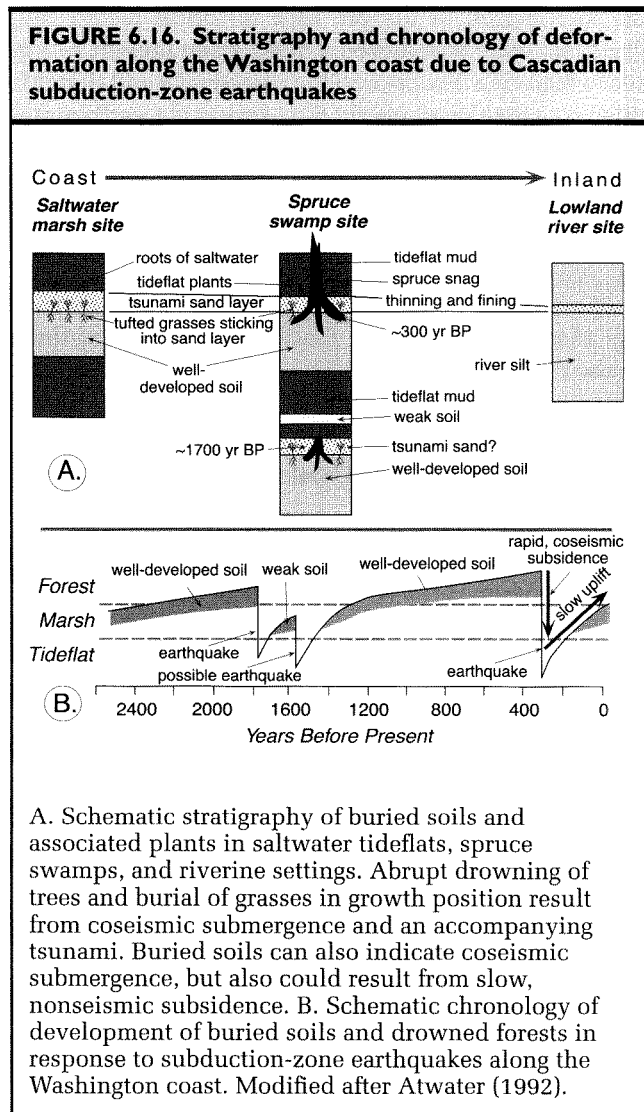 FIGURE 6.16. Stratigraphy and chronology of defor-
mation along the Washington coast due to Cascadian
subduction-zone earthquakes
Coast
Inland
Saltwater
marsh site
Spruce
swamp site
Lowland
river site
roots of saltwater
tideflat plants
tsunami sand layer
tufted grasses sticking
into sand layer
well-
developed soil
tideflat mud
spruce snag
thinning and fining
~300 yr BP
river silt
tideflat mud
weak soil
~1700 yr BP
tsunami sand?
well-developed soil
A.
Forest
Marsh
Tideflat
well-developed soil
weak soil
well-developed soil
rapid, coseismic
subsidence
slow uplift
earthquake
possible earthquake
earthquake
B.
2400 2000 1600 1200 800 400 0
Years Before Present
A. Schematic stratigraphy of buried soils and
associated plants in saltwater tideflats, spruce
swamps, and riverine settings. Abrupt drowning of
trees and burial of grasses in growth position result
from coseismic submergence and an accompanying
tsunami. Buried soils can also indicate coseismic
submergence, but also could result from slow,
nonseismic subsidence. B. Schematic chronology of
development of buried soils and drowned forests in
response to subduction-zone earthquakes along the
Washington coast. Modified after Atwater (1992).